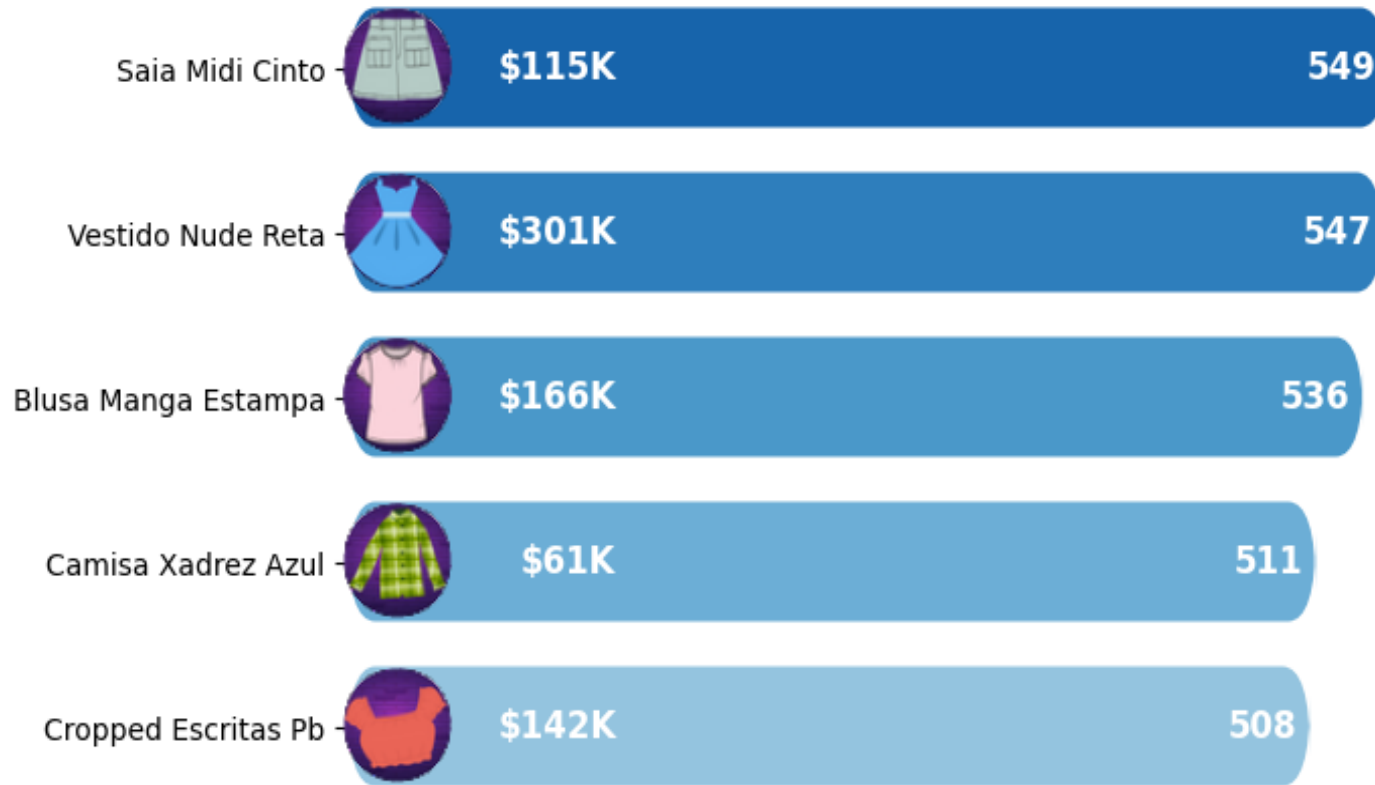 Saia Midi Cinto $115K 549
Vestido Nude Reta $301K 547
Blusa Manga Estampa $166K 536
Camisa Xadrez Azul $61K 511
Cropped Escritas Pb $142K 508